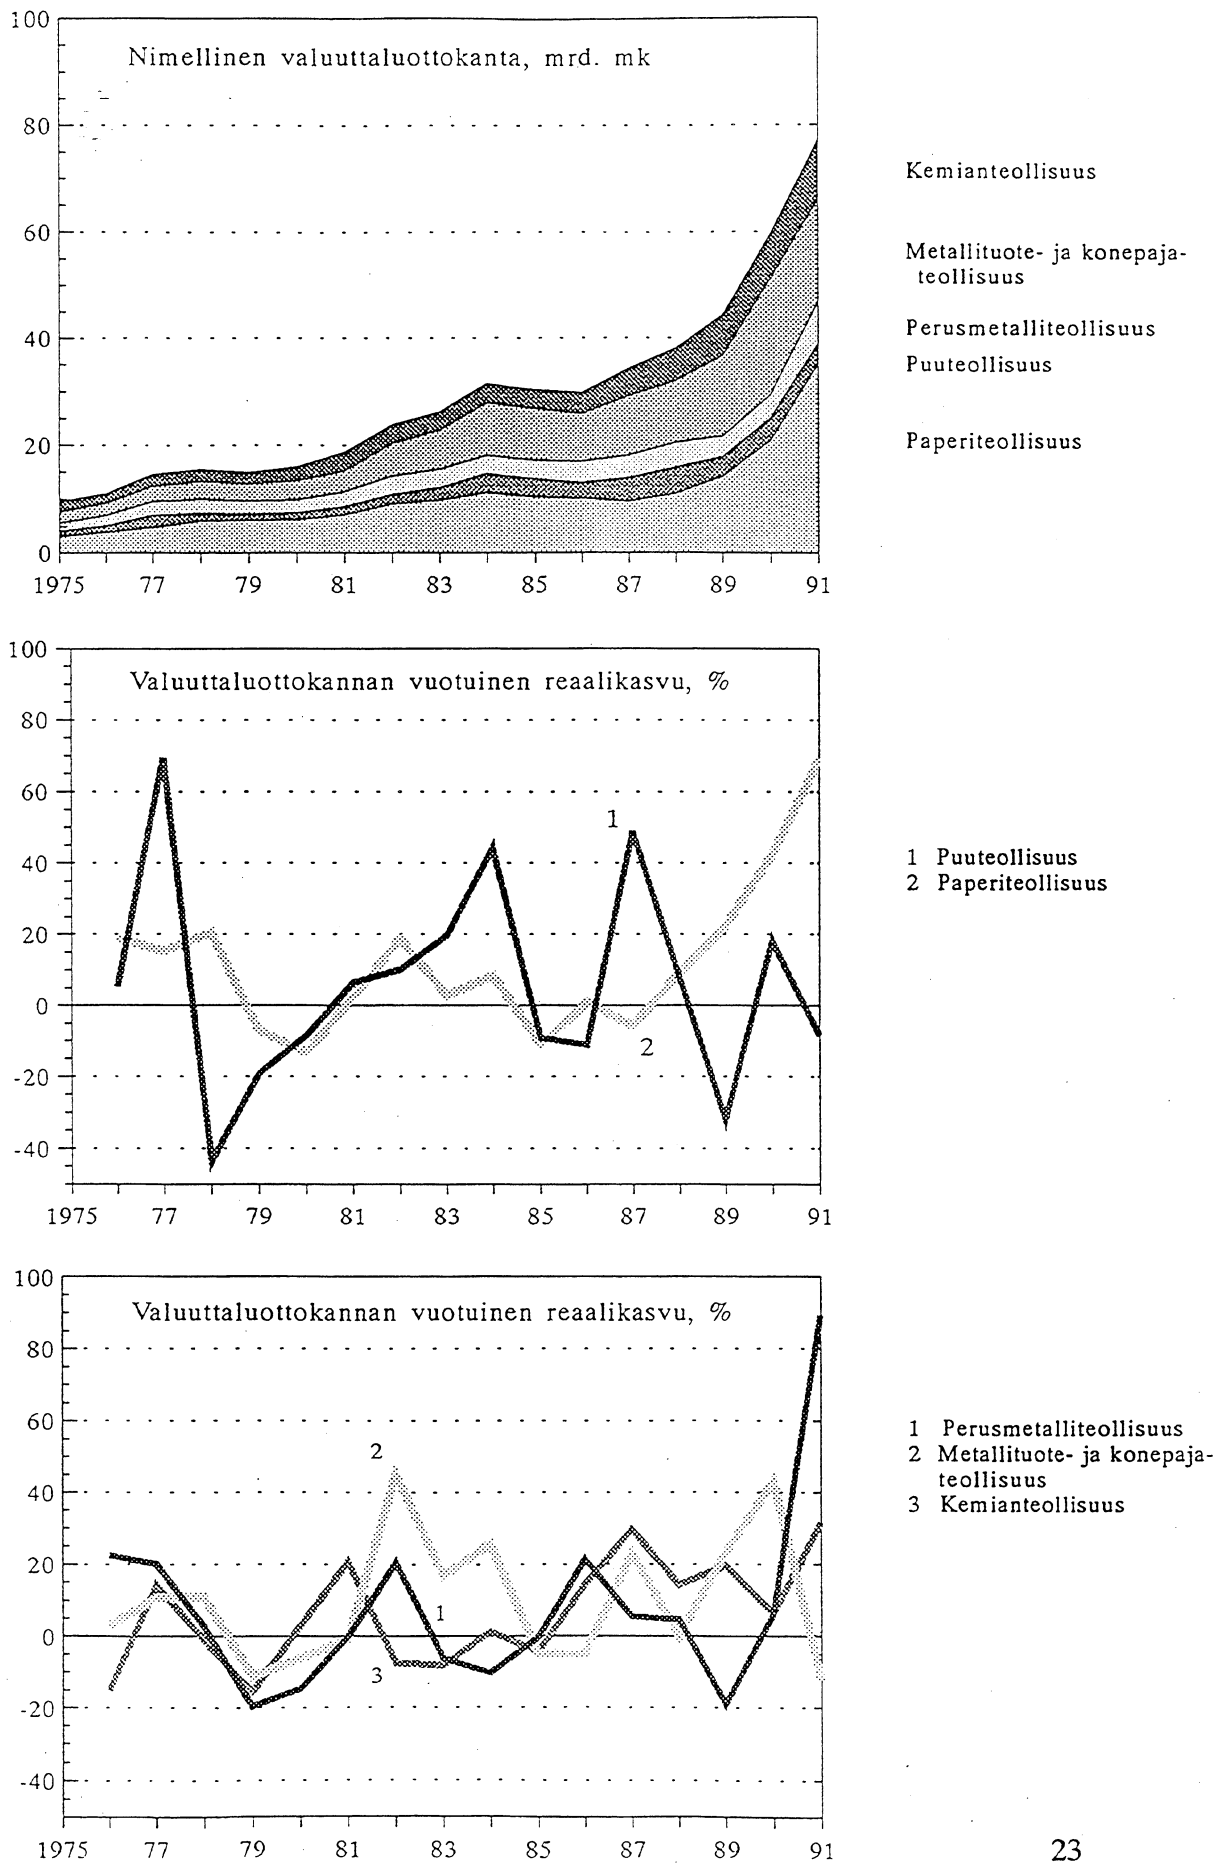 Nimellinen valuuttaluottokanta, mrd. mk
100
80
60
40
20
0
1975 77 79 81 83 85 87 89 91
Kemianteollisuus
Metallituote- ja konepaja-
teollisuus
Perusmetalliteollisuus
Puuteollisuus
Paperiteollisuus
Valuuttaluottokannan vuotuinen reaalikasvu, %
100
80
60
40
20
0
-20
-40
1
2
1975 77 79 81 83 85 87 89 91
1 Puuteollisuus
2 Paperiteollisuus
Valuuttaluottokannan vuotuinen reaalikasvu, %
100
80
60
40
20
0
-20
-40
2
1
3
1975 77 79 81 83 85 87 89 91
1 Perusmetalliteollisuus
2 Metallituote- ja konepaja-
teollisuus
3 Kemianteollisuus
23